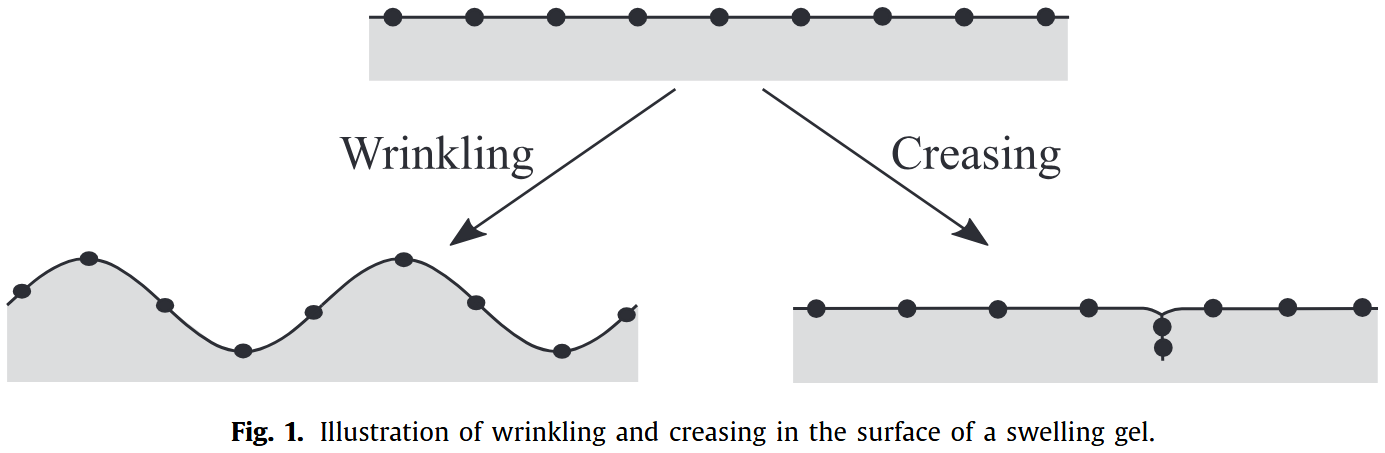 Wrinkling
Creasing
Fig. 1. Illustration of wrinkling and creasing in the surface of a swelling gel.